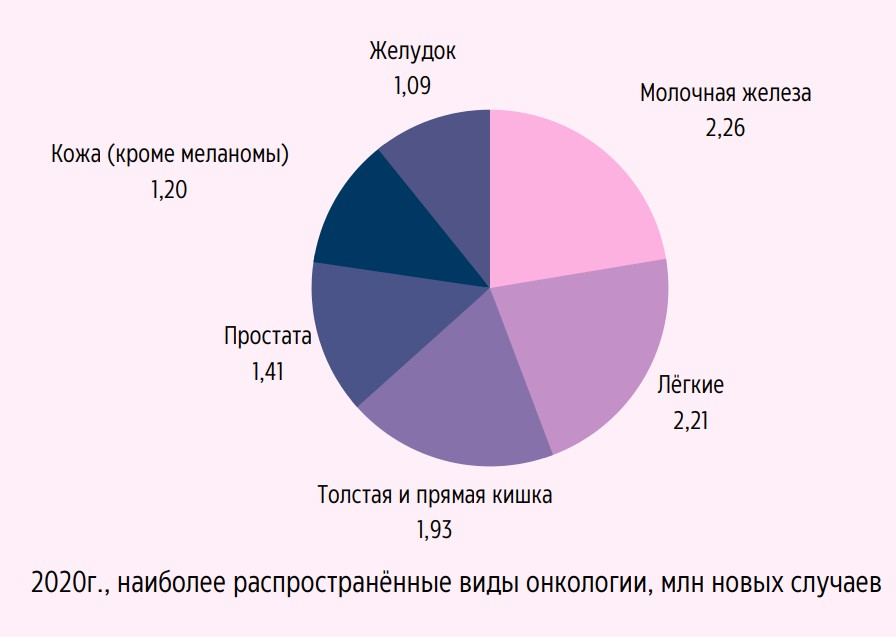 Желудок
1,09
Молочная железа
2,26
Кожа (кроме меланомы)
1,20
Простата
1,41
Лёгкие
2,21
Толстая и прямая кишка
1,93
2020г., наиболее распространённые виды онкологии, млн новых случаев